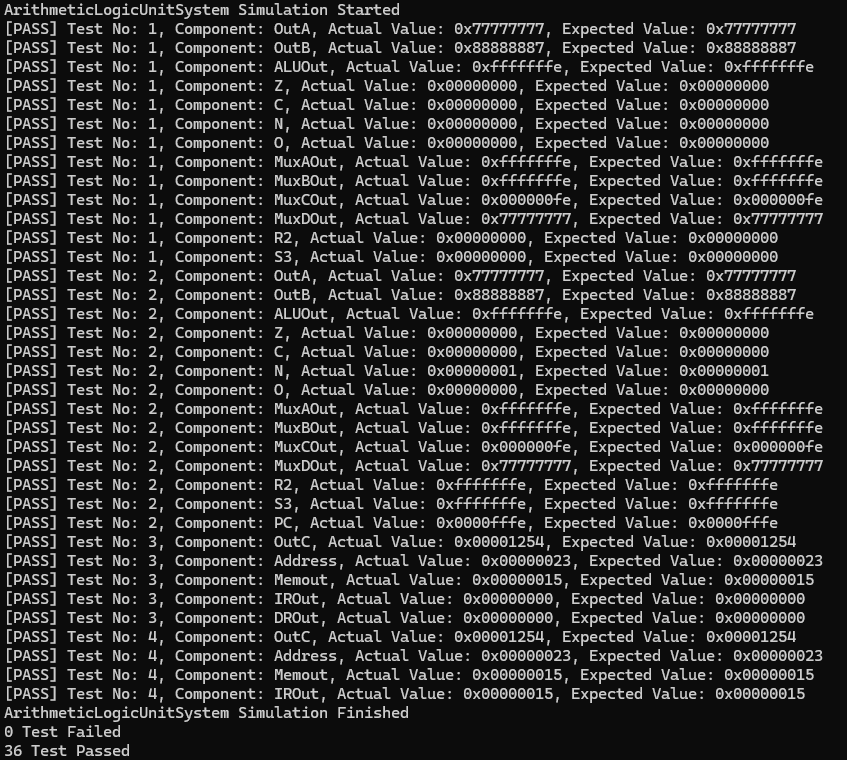 ArithmeticLogicUnitSystem Simulation Started
[PASS] Test No: 1, Component: OutA, Actual Value: 0x77777777, Expected Value: 0x77777777
[PASS] Test No: 1, Component: OutB, Actual Value: 0x88888887, Expected Value: 0x88888887
[PASS] Test No: 1, Component: ALUOut, Actual Value: 0xfffffffe, Expected Value: 0xfffffffe
[PASS] Test No: 1, Component: Z, Actual Value: 0x00000000, Expected Value: 0x00000000
[PASS] Test No: 1, Component: C, Actual Value: 0x00000000, Expected Value: 0x00000000
[PASS] Test No: 1, Component: N, Actual Value: 0x00000000, Expected Value: 0x00000000
[PASS] Test No: 1, Component: O, Actual Value: 0x00000000, Expected Value: 0x00000000
[PASS] Test No: 1, Component: MuxAOut, Actual Value: 0xfffffffe, Expected Value: 0xfffffffe
[PASS] Test No: 1, Component: MuxBOut, Actual Value: 0xfffffffe, Expected Value: 0xfffffffe
[PASS] Test No: 1, Component: MuxCOut, Actual Value: 0x000000fe, Expected Value: 0x000000fe
[PASS] Test No: 1, Component: MuxDOut, Actual Value: 0x77777777, Expected Value: 0x77777777
[PASS] Test No: 1, Component: R2, Actual Value: 0x00000000, Expected Value: 0x00000000
[PASS] Test No: 1, Component: S3, Actual Value: 0x00000000, Expected Value: 0x00000000
[PASS] Test No: 2, Component: OutA, Actual Value: 0x77777777, Expected Value: 0x77777777
[PASS] Test No: 2, Component: OutB, Actual Value: 0x88888887, Expected Value: 0x88888887
[PASS] Test No: 2, Component: ALUOut, Actual Value: 0xfffffffe, Expected Value: 0xfffffffe
[PASS] Test No: 2, Component: Z, Actual Value: 0x00000000, Expected Value: 0x00000000
[PASS] Test No: 2, Component: C, Actual Value: 0x00000000, Expected Value: 0x00000000
[PASS] Test No: 2, Component: N, Actual Value: 0x00000001, Expected Value: 0x00000001
[PASS] Test No: 2, Component: O, Actual Value: 0x00000000, Expected Value: 0x00000000
[PASS] Test No: 2, Component: MuxAOut, Actual Value: 0xfffffffe, Expected Value: 0xfffffffe
[PASS] Test No: 2, Component: MuxBOut, Actual Value: 0xfffffffe, Expected Value: 0xfffffffe
[PASS] Test No: 2, Component: MuxCOut, Actual Value: 0x000000fe, Expected Value: 0x000000fe
[PASS] Test No: 2, Component: MuxDOut, Actual Value: 0x77777777, Expected Value: 0x77777777
[PASS] Test No: 2, Component: R2, Actual Value: 0xfffffffe, Expected Value: 0xfffffffe
[PASS] Test No: 2, Component: S3, Actual Value: 0xfffffffe, Expected Value: 0xfffffffe
[PASS] Test No: 2, Component: PC, Actual Value: 0x0000fffe, Expected Value: 0x0000fffe
[PASS] Test No: 3, Component: OutC, Actual Value: 0x00001254, Expected Value: 0x00001254
[PASS] Test No: 3, Component: Address, Actual Value: 0x00000023, Expected Value: 0x00000023
[PASS] Test No: 3, Component: Memout, Actual Value: 0x00000015, Expected Value: 0x00000015
[PASS] Test No: 3, Component: IROut, Actual Value: 0x00000000, Expected Value: 0x00000000
[PASS] Test No: 3, Component: DROut, Actual Value: 0x00000000, Expected Value: 0x00000000
[PASS] Test No: 4, Component: OutC, Actual Value: 0x00001254, Expected Value: 0x00001254
[PASS] Test No: 4, Component: Address, Actual Value: 0x00000023, Expected Value: 0x00000023
[PASS] Test No: 4, Component: Memout, Actual Value: 0x00000015, Expected Value: 0x00000015
[PASS] Test No: 4, Component: IROut, Actual Value: 0x00000015, Expected Value: 0x00000015
ArithmeticLogicUnitSystem Simulation Finished
0 Test Failed
36 Test Passed